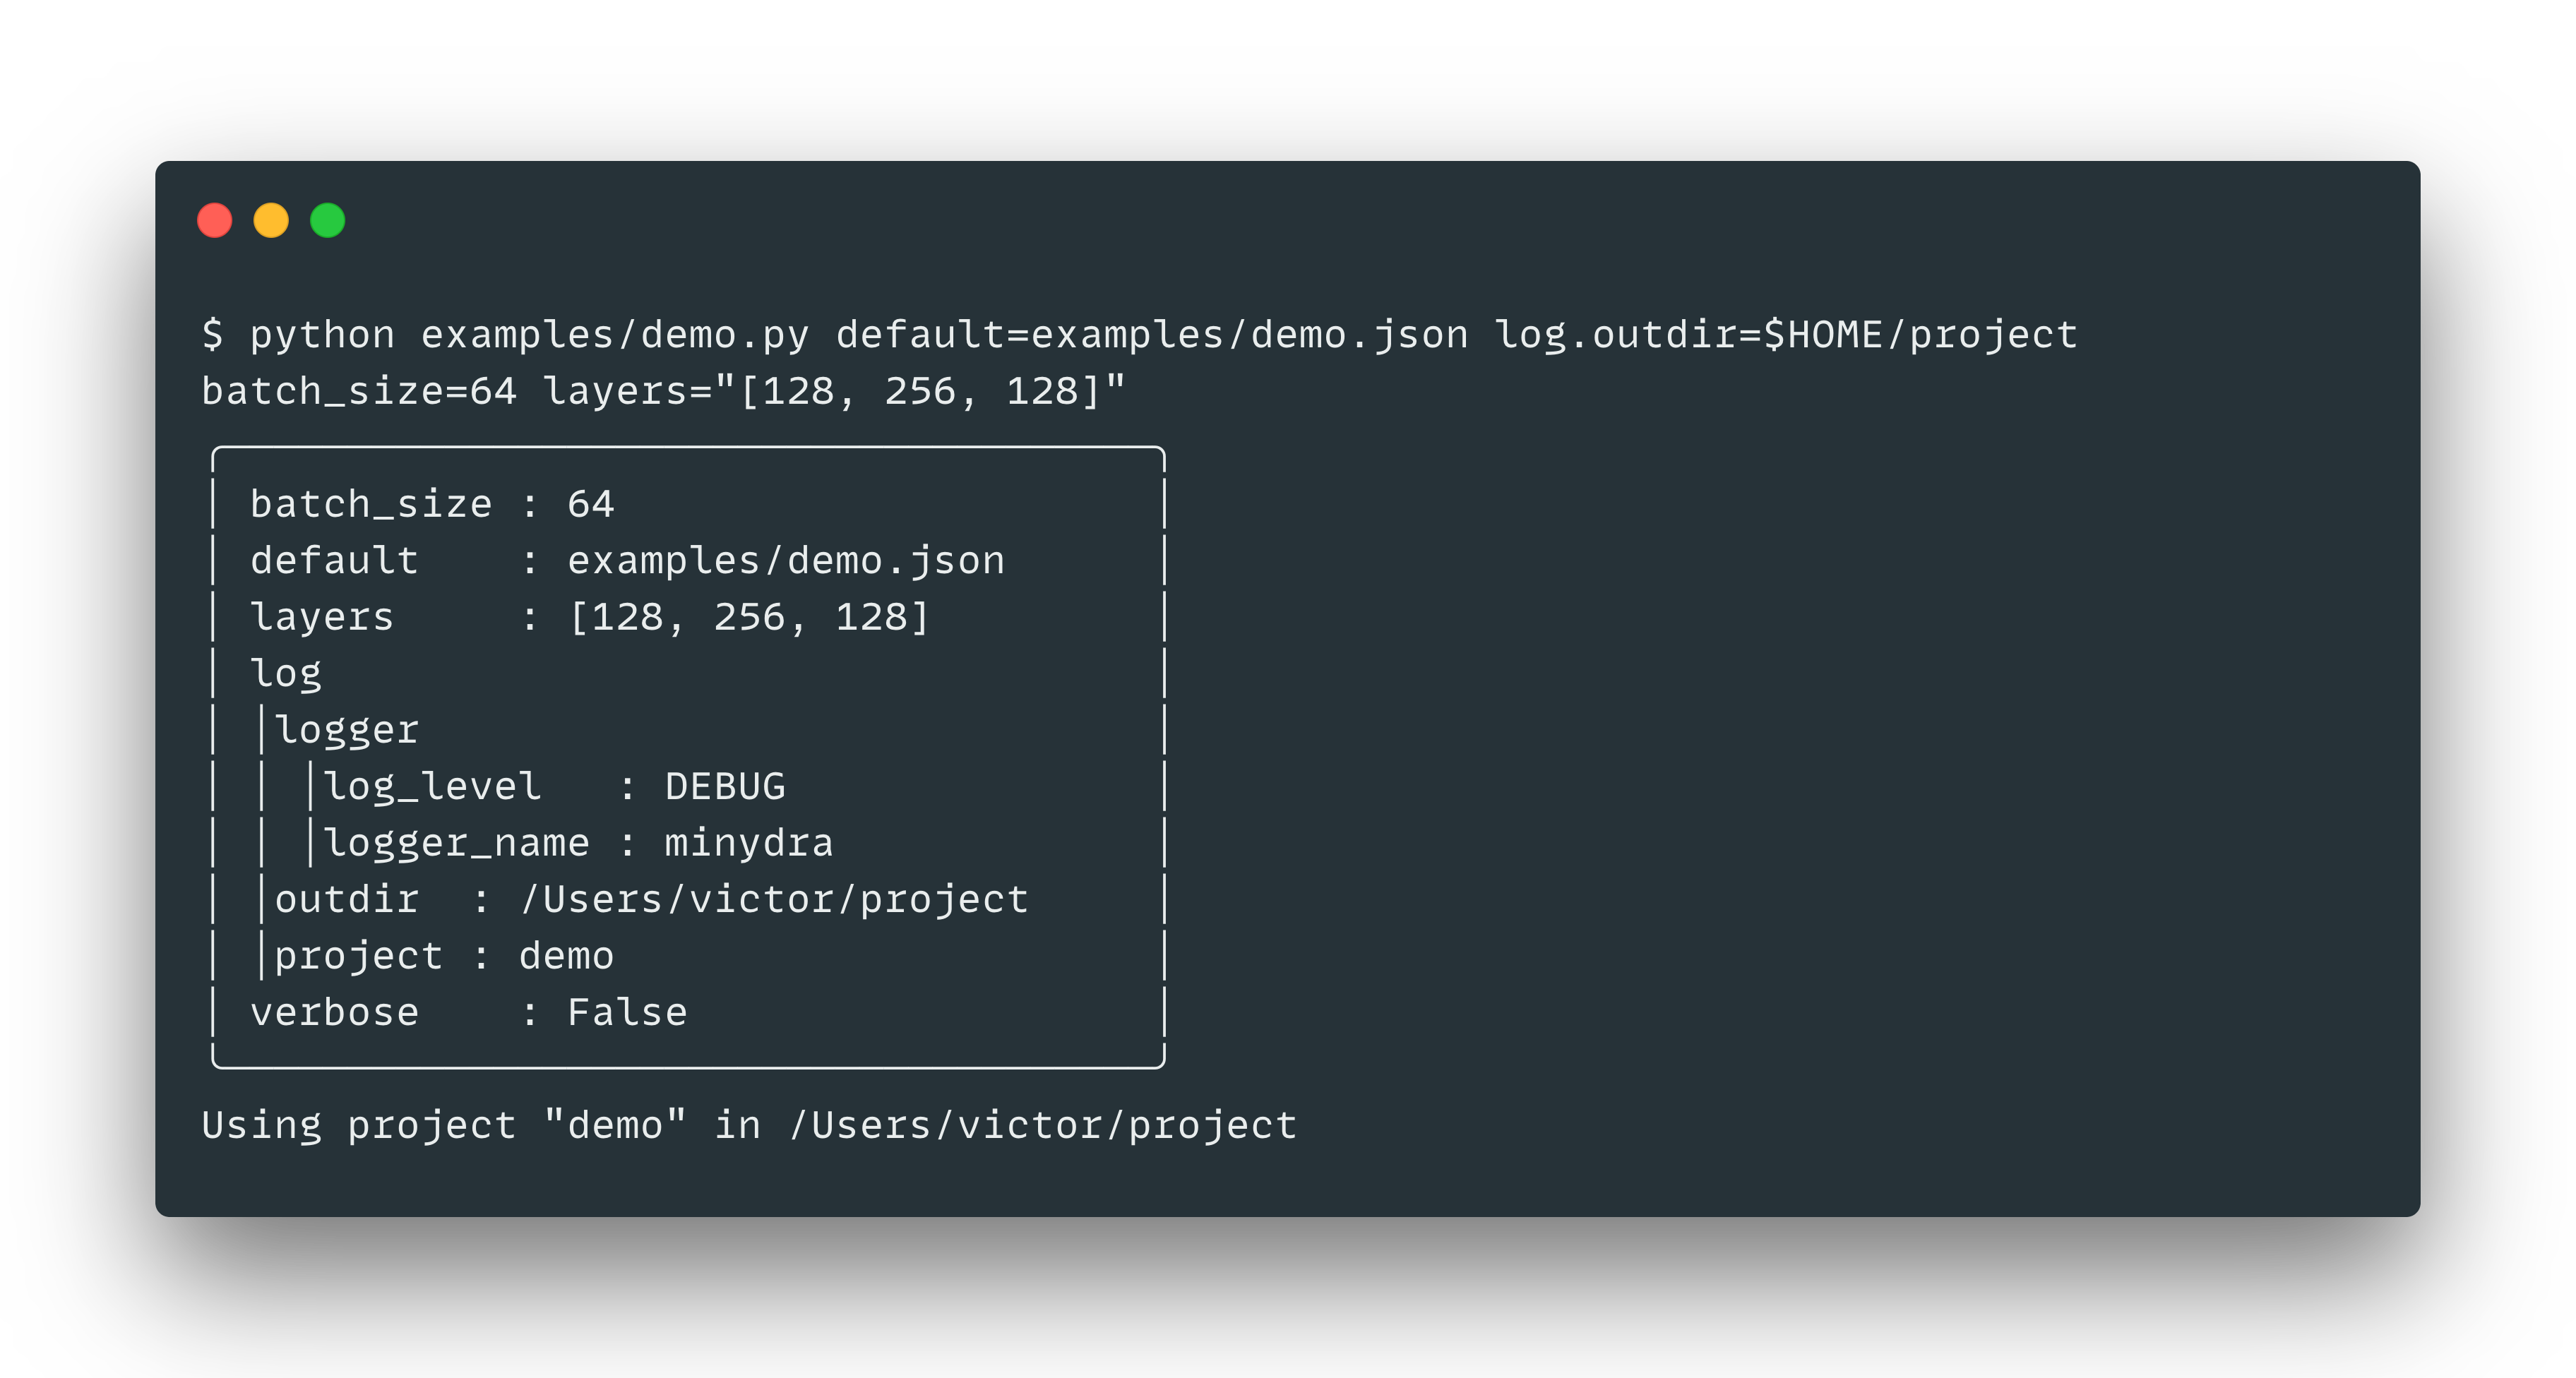 $ python examples/demo.py default=examples/demo.json log.outdir=$HOME/project
batch_size=64 layers="[128, 256, 128]"
batch_size : 64
default    : examples/demo.json
layers     : [128, 256, 128]
log
│logger
│ │log_level   : DEBUG
│ │logger_name : minydra
│outdir  : /Users/victor/project
│project : demo
verbose    : False
Using project "demo" in /Users/victor/project